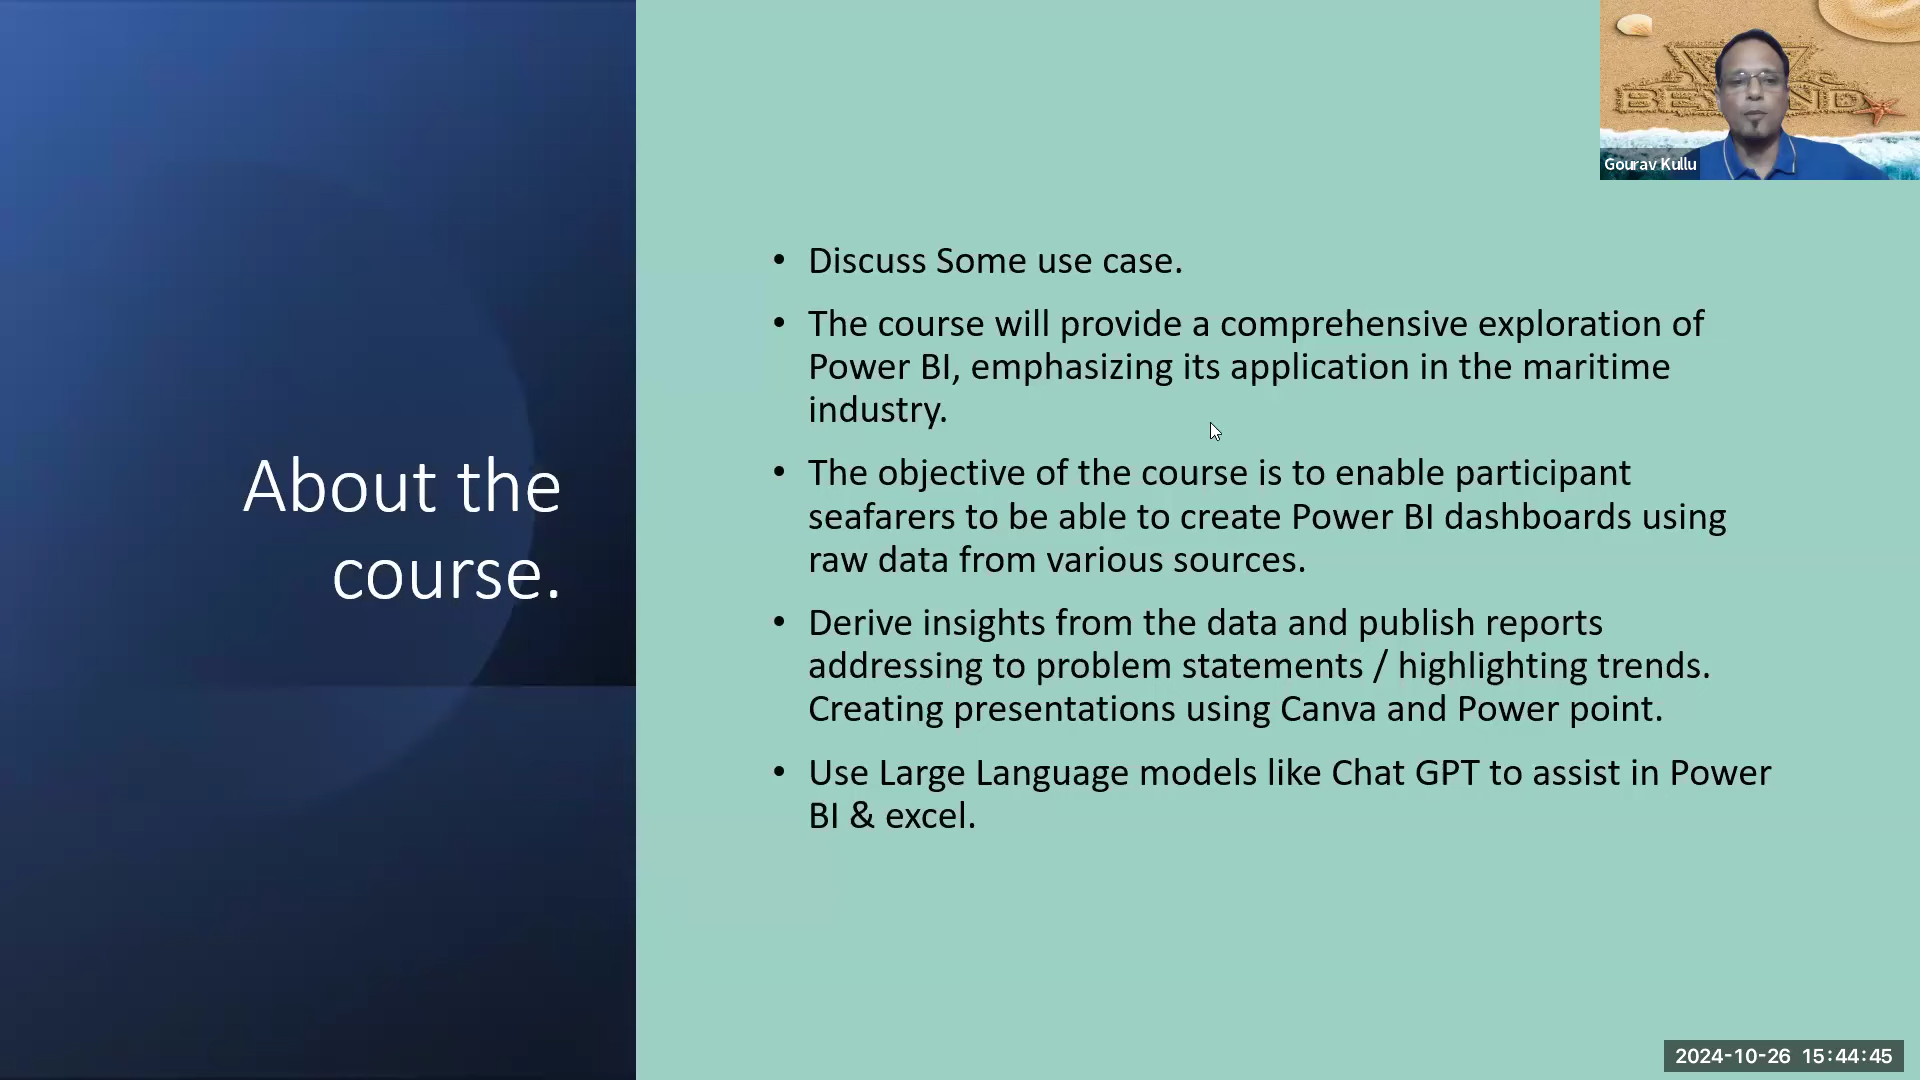 About the
course.
• Discuss Some use case.
• The course will provide a comprehensive exploration of
Power BI, emphasizing its application in the maritime
industry.
• The objective of the course is to enable participant
seafarers to be able to create Power BI dashboards using
raw data from various sources.
• Derive insights from the data and publish reports
addressing to problem statements / highlighting trends.
Creating presentations using Canva and Power point.
• Use Large Language models like Chat GPT to assist in Power
BI & excel.
Gourav Kullu
2024-10-26 15:44:45